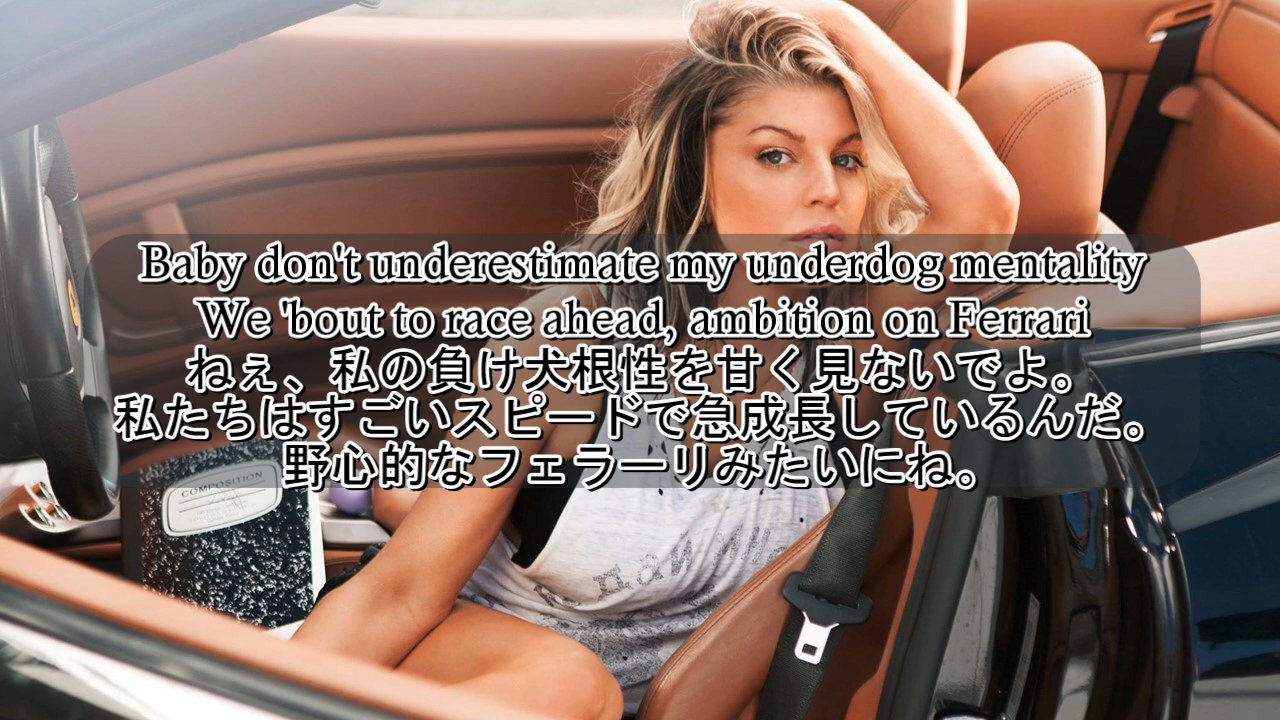 Baby don't underestimate my underdog mentality
We 'bout to race ahead, ambition on Ferrari
ねぇ、私の負け犬根性を甘く見ないでよ。
私たちはすごいスピードで急成長しているんだ。
野心的なフェラーリみたいにね。
COMPOSITION